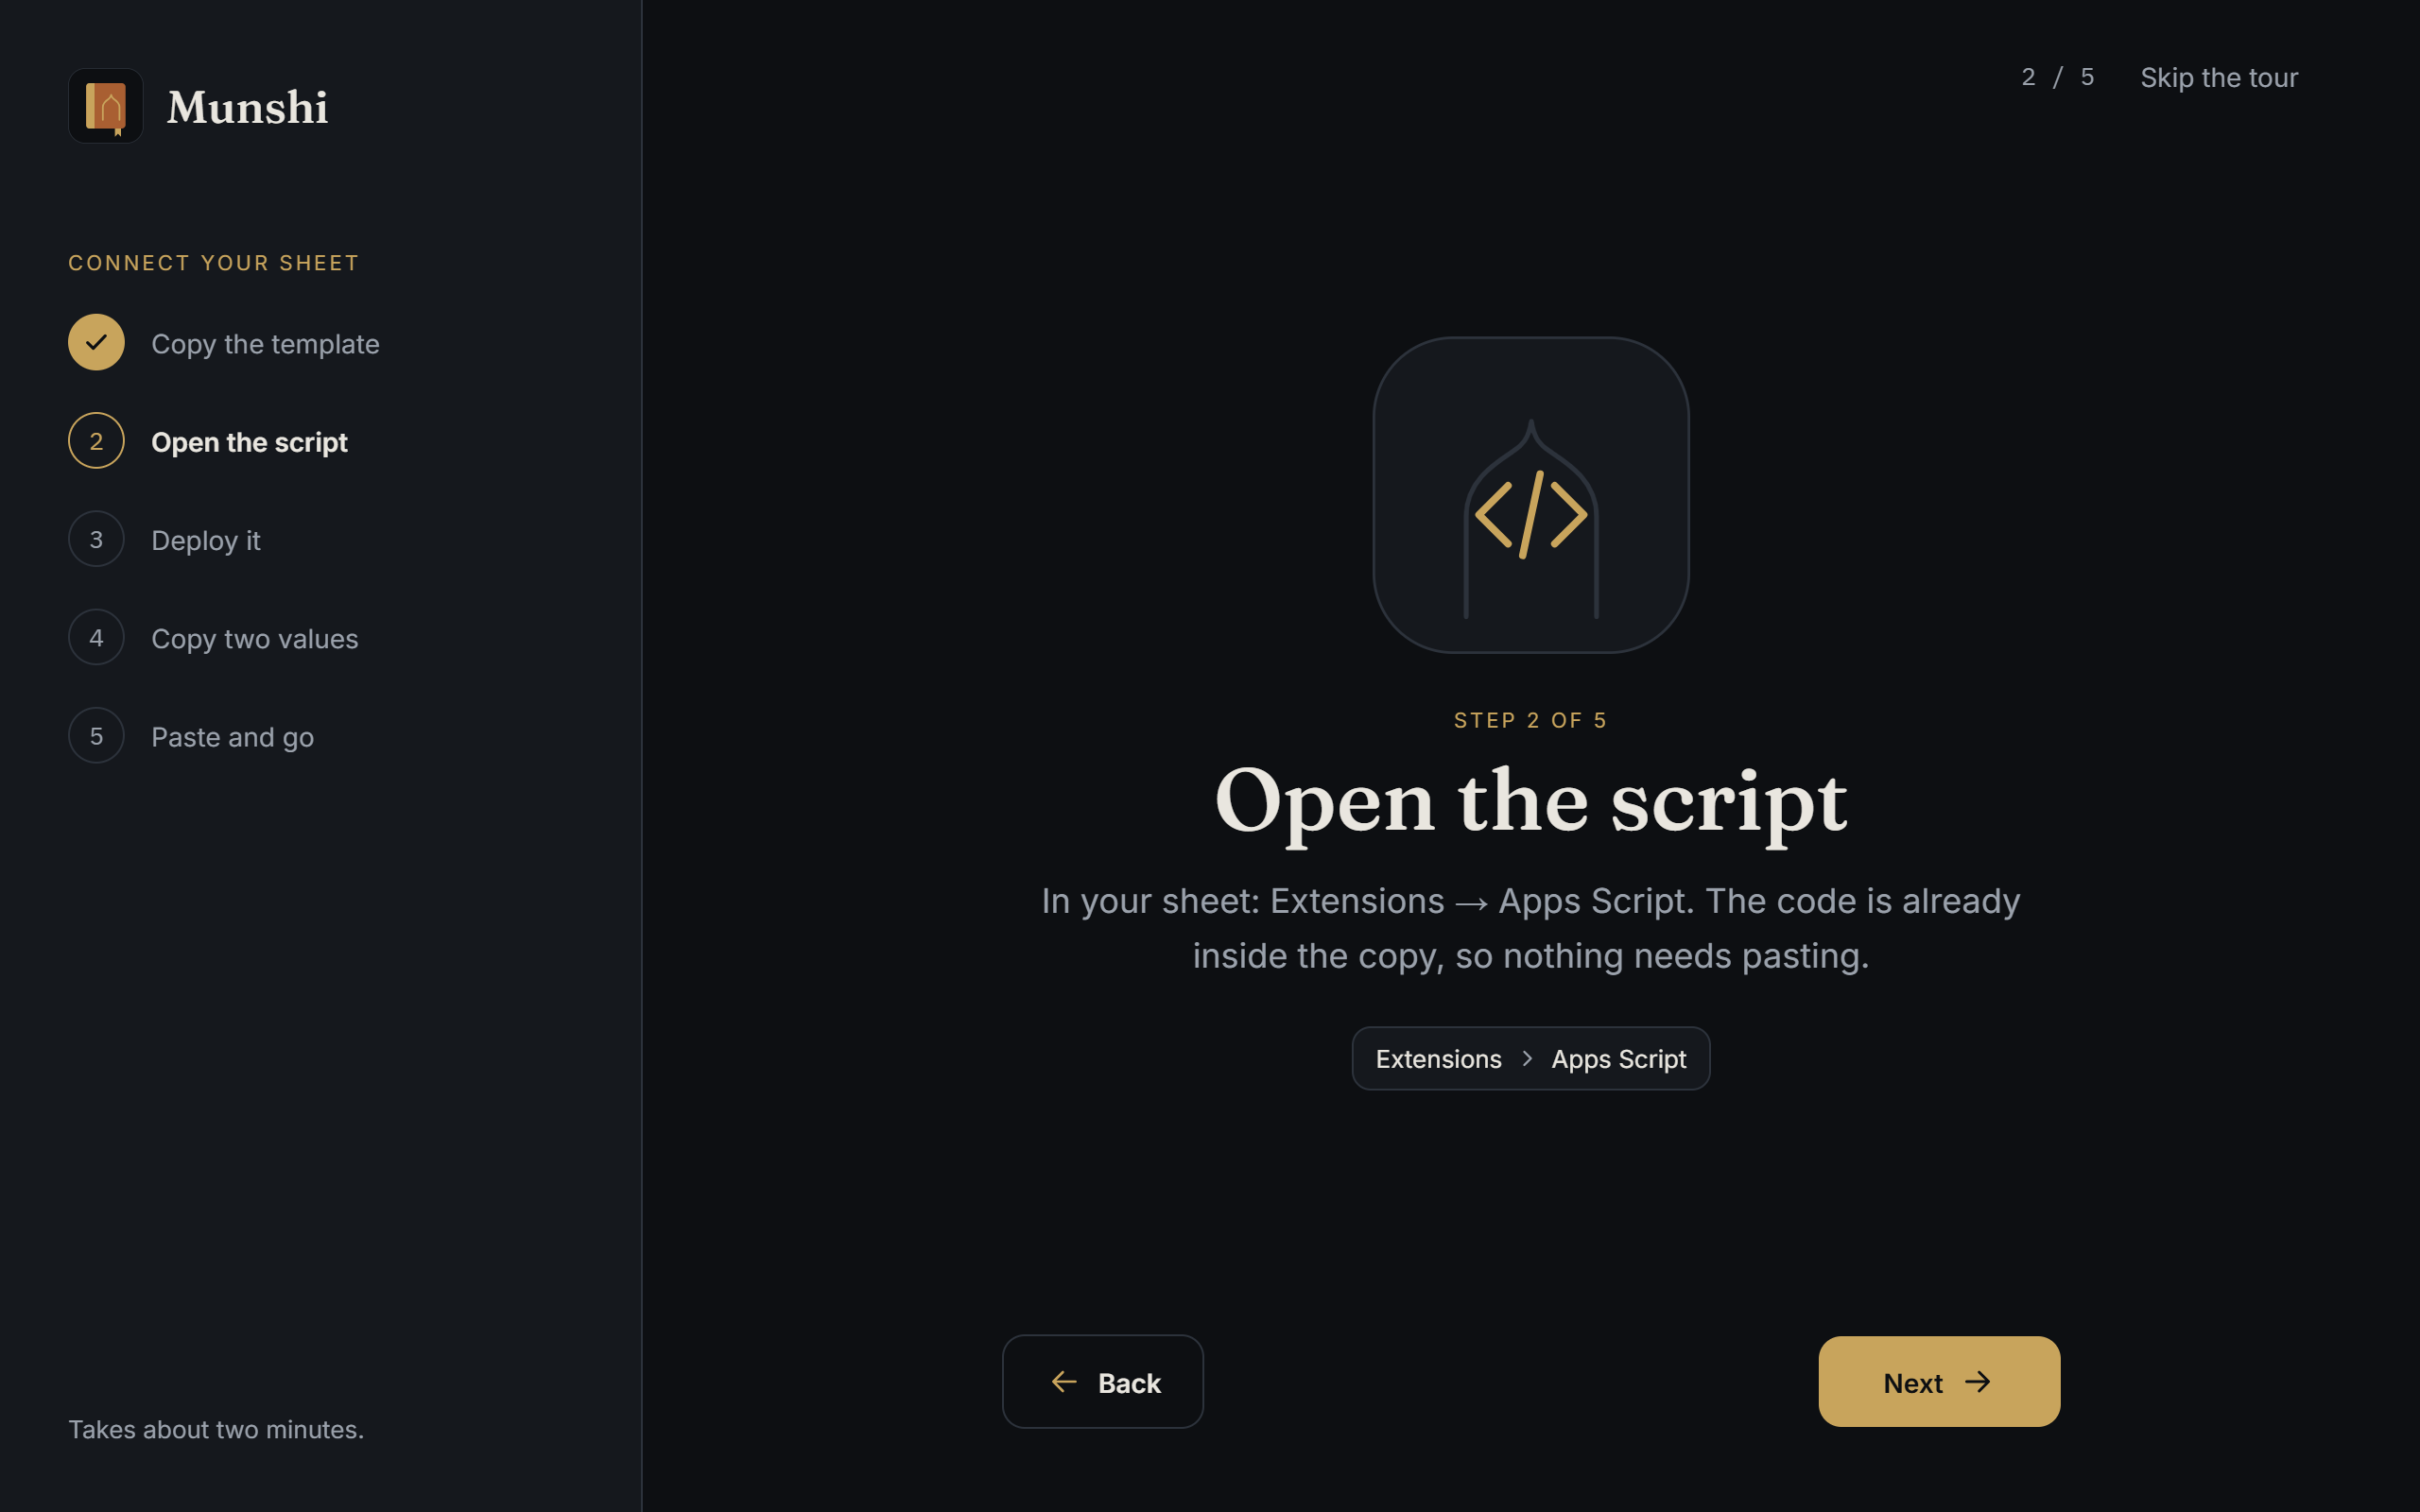 Munshi
CONNECT YOUR SHEET
Copy the template
2 Open the script
3 Deploy it
4 Copy two values
5 Paste and go
Takes about two minutes.
2 / 5 Skip the tour
</>
STEP 2 OF 5
Open the script
In your sheet: Extensions → Apps Script. The code is already
inside the copy, so nothing needs pasting.
Extensions > Apps Script
← Back
Next →